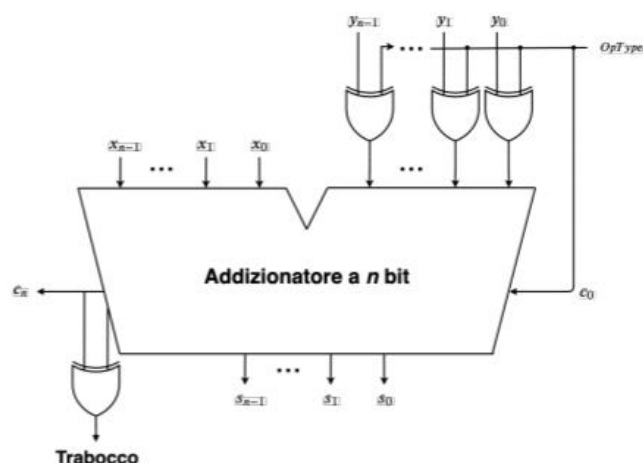 yₙ₋₁ ... y₁ y₀ OpType
xₙ₋₁ ... x₁ x₀ ...
Addizionatore a n bit
cₙ c₀
... 
sₙ₋₁ s₁ s₀
Trabocco